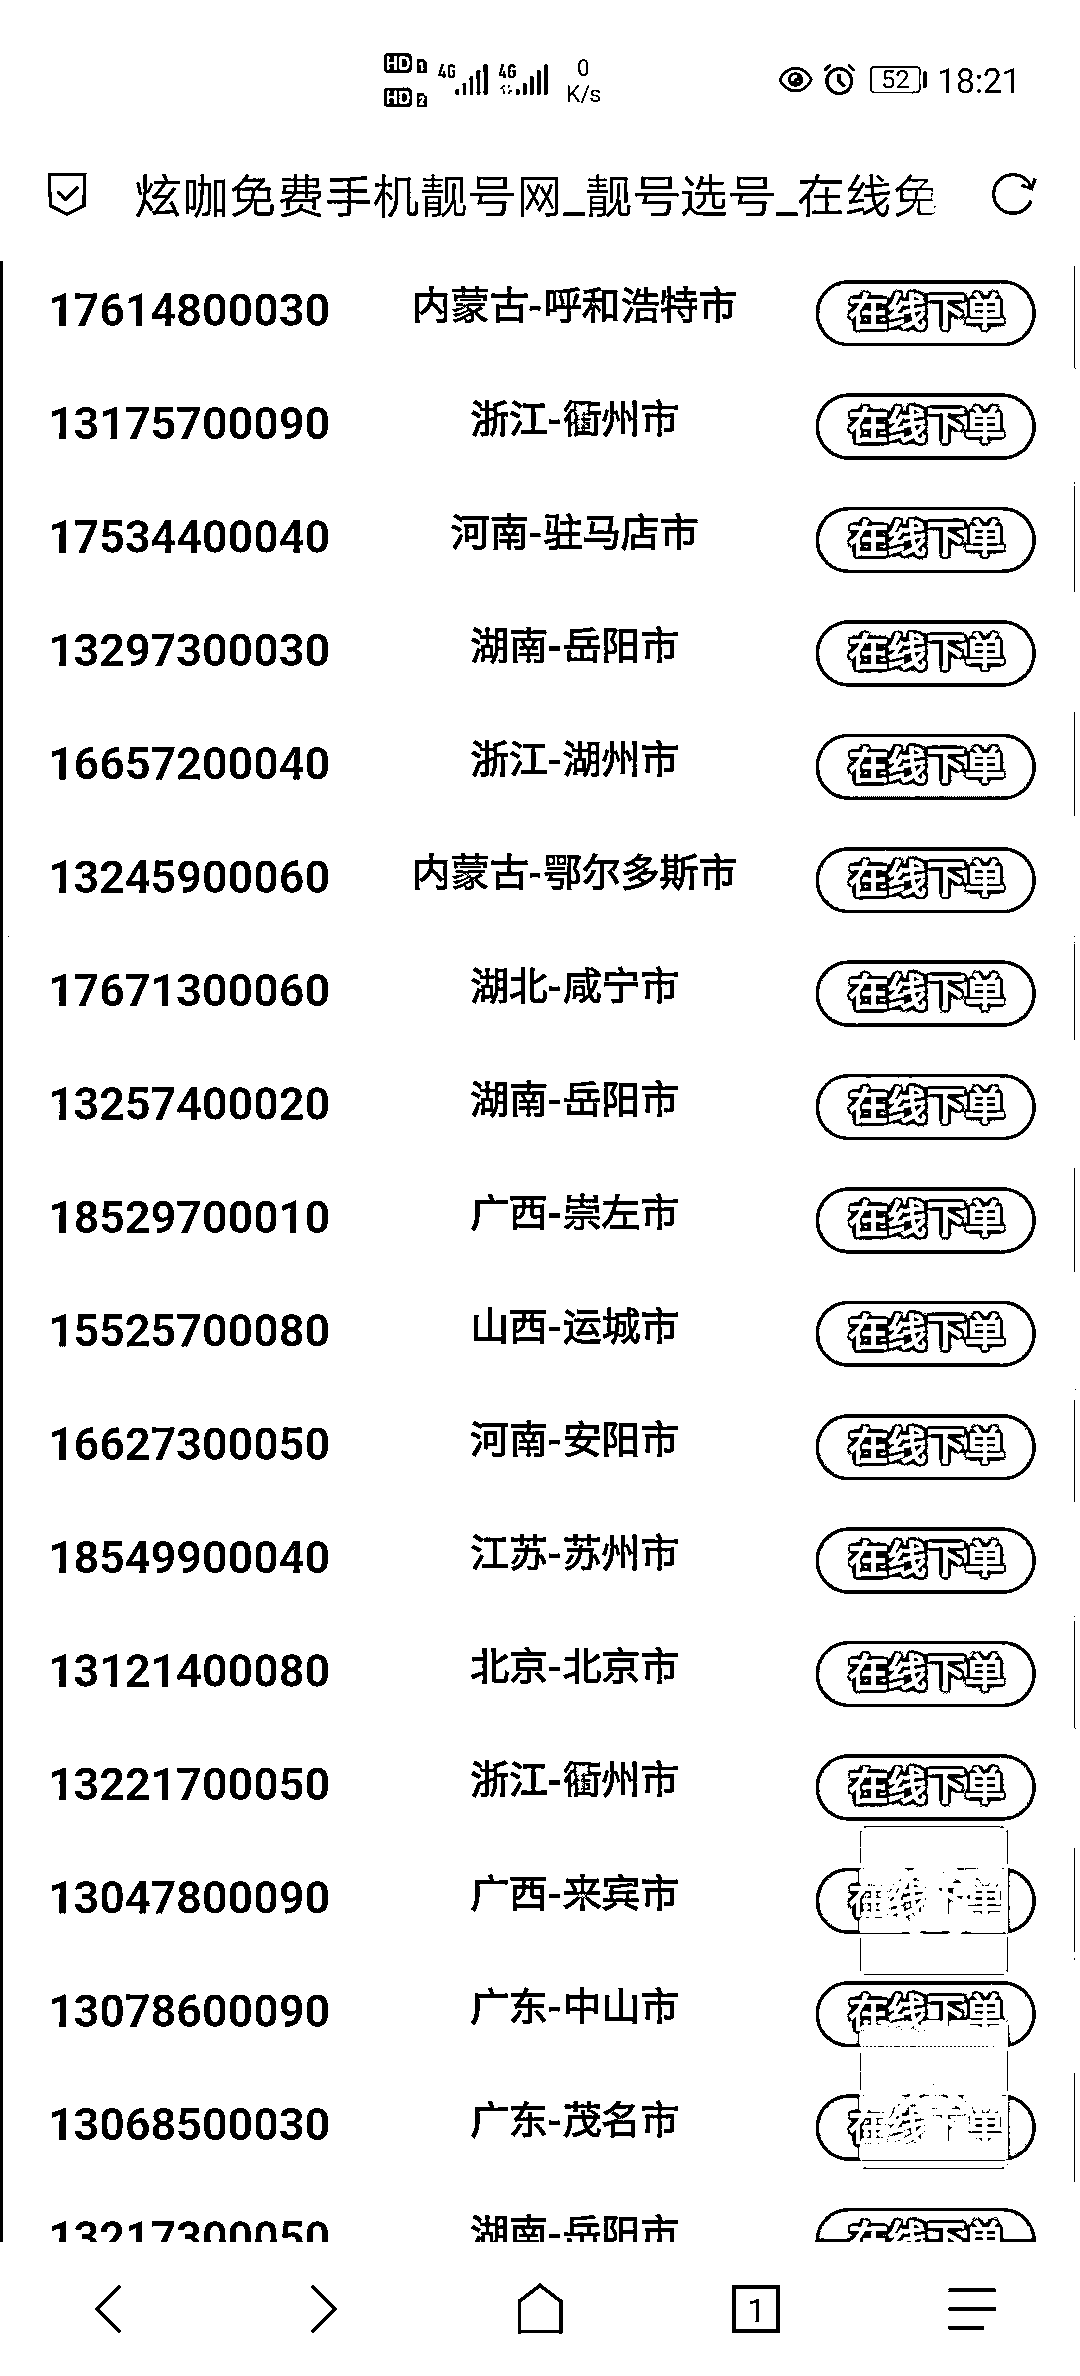 HD 1 4G 4G 0 52 18:21
HD 2 K/s
炫咖免费手机靓号网_靓号选号_在线免
17614800030 内蒙古-呼和浩特市 在线下单
13175700090 浙江-衢州市 在线下单
17534400040 河南-驻马店市 在线下单
13297300030 湖南-岳阳市 在线下单
16657200040 浙江-湖州市 在线下单
13245900060 内蒙古-鄂尔多斯市 在线下单
17671300060 湖北-咸宁市 在线下单
13257400020 湖南-岳阳市 在线下单
18529700010 广西-崇左市 在线下单
15525700080 山西-运城市 在线下单
16627300050 河南-安阳市 在线下单
18549900040 江苏-苏州市 在线下单
13121400080 北京-北京市 在线下单
13221700050 浙江-衢州市 在线下单
13047800090 广西-来宾市 在线下单
13078600090 广东-中山市 在线下单
13068500030 广东-茂名市 在线下单
13217300050 湖南-岳阳市 在线下单
1